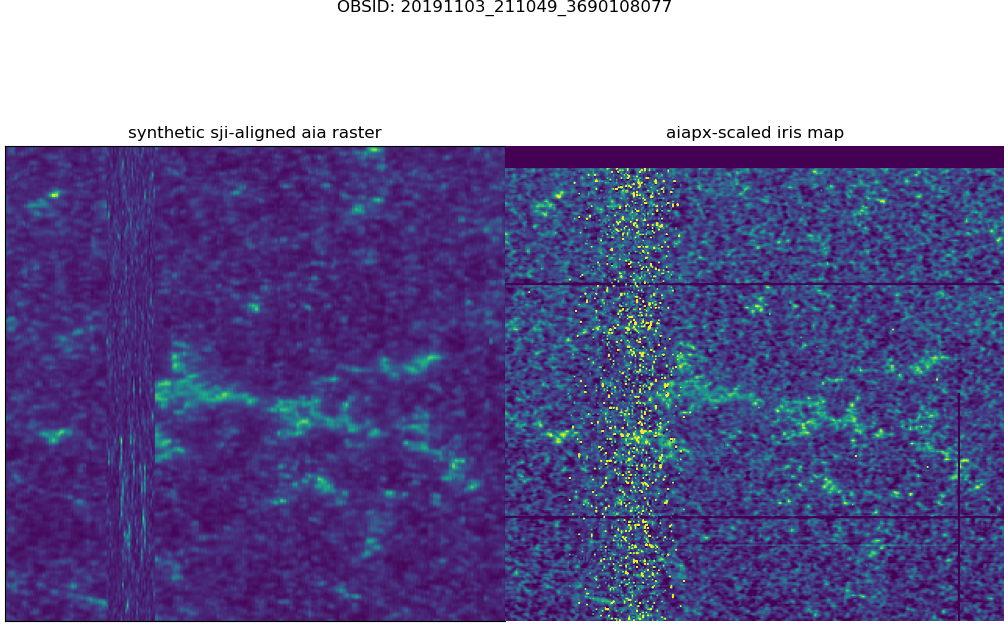 OBSID: 20191103_211049_3690108077
synthetic sji-aligned aia raster
aiapx-scaled iris map